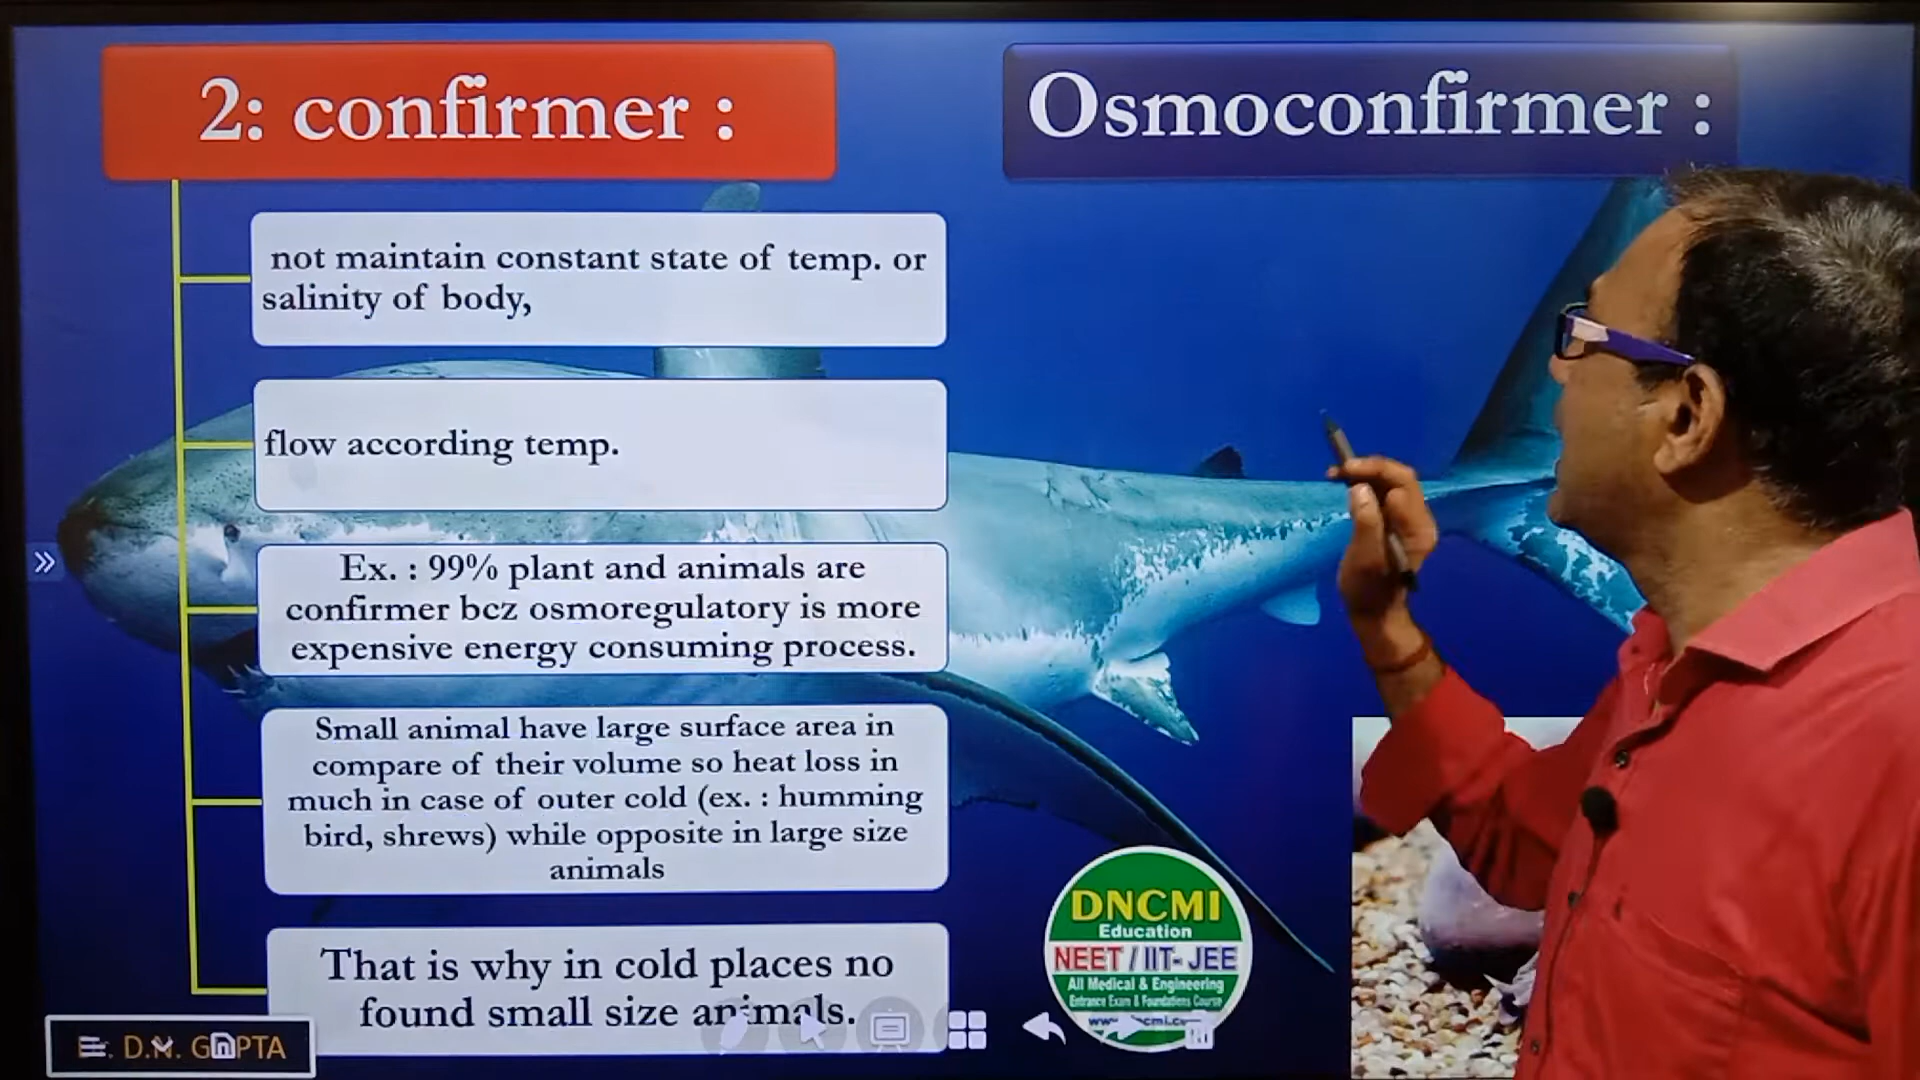 2: confirmer :
Osmoconfirmer :
not maintain constant state of temp. or
salinity of body,
flow according temp.
Ex. : 99% plant and animals are
confirmer bcz osmoregulatory is more
expensive energy consuming process.
Small animal have large surface area in
compare of their volume so heat loss in
much in case of outer cold (ex. : humming
bird, shrews) while opposite in large size
animals
That is why in cold places no
found small size animals.
DNCMI
Education
NEET / IIT- JEE
All Medical & Engineering
Entrance Exam & Foundations Course
D.N. GUPTA